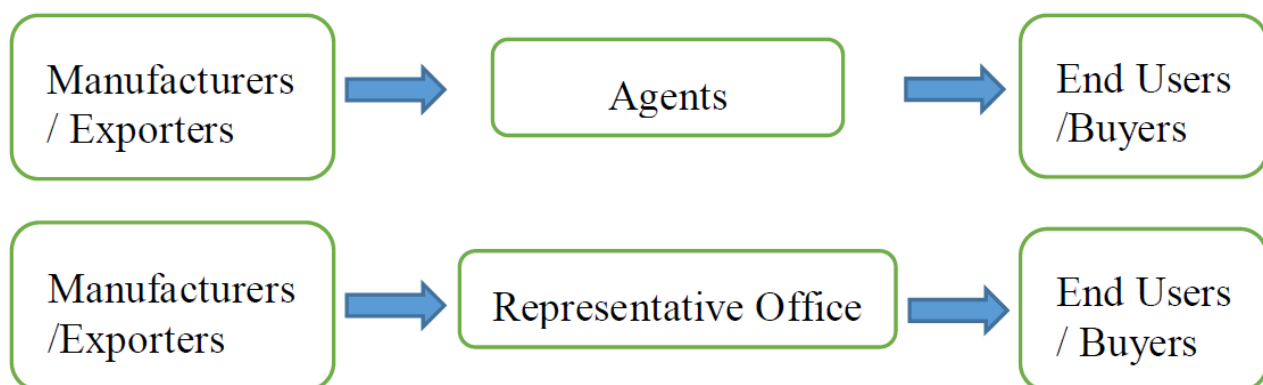 Manufacturers
/ Exporters
Agents
End Users
/Buyers
Manufacturers
/Exporters
Representative Office
End Users
/ Buyers